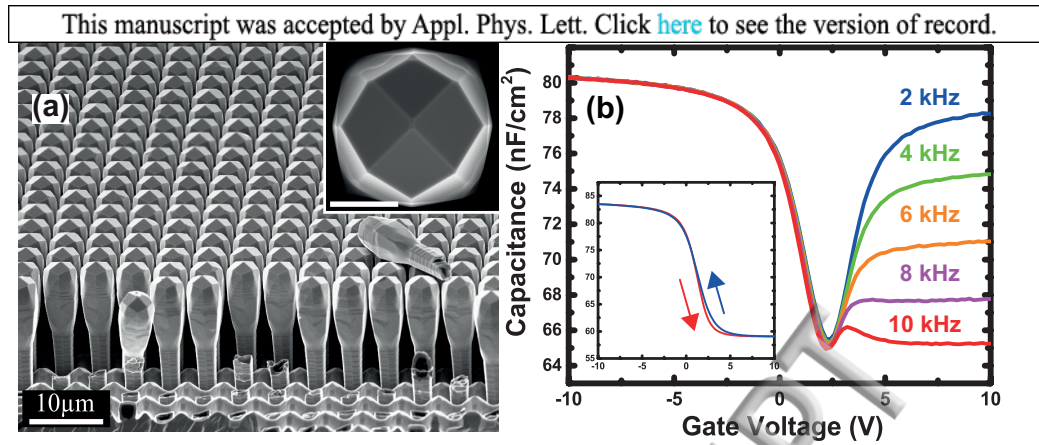 This manuscript was accepted by Appl. Phys. Lett. Click here to see the version of record.
(a)
10µm
(b)
Capacitance (nF/cm²)
80
78
76
74
72
70
68
66
64
2 kHz
4 kHz
6 kHz
8 kHz
10 kHz
85
80
75
70
65
60
55
-10 -5 0 5 10
-10 -5 0 5 10
Gate Voltage (V)
PT